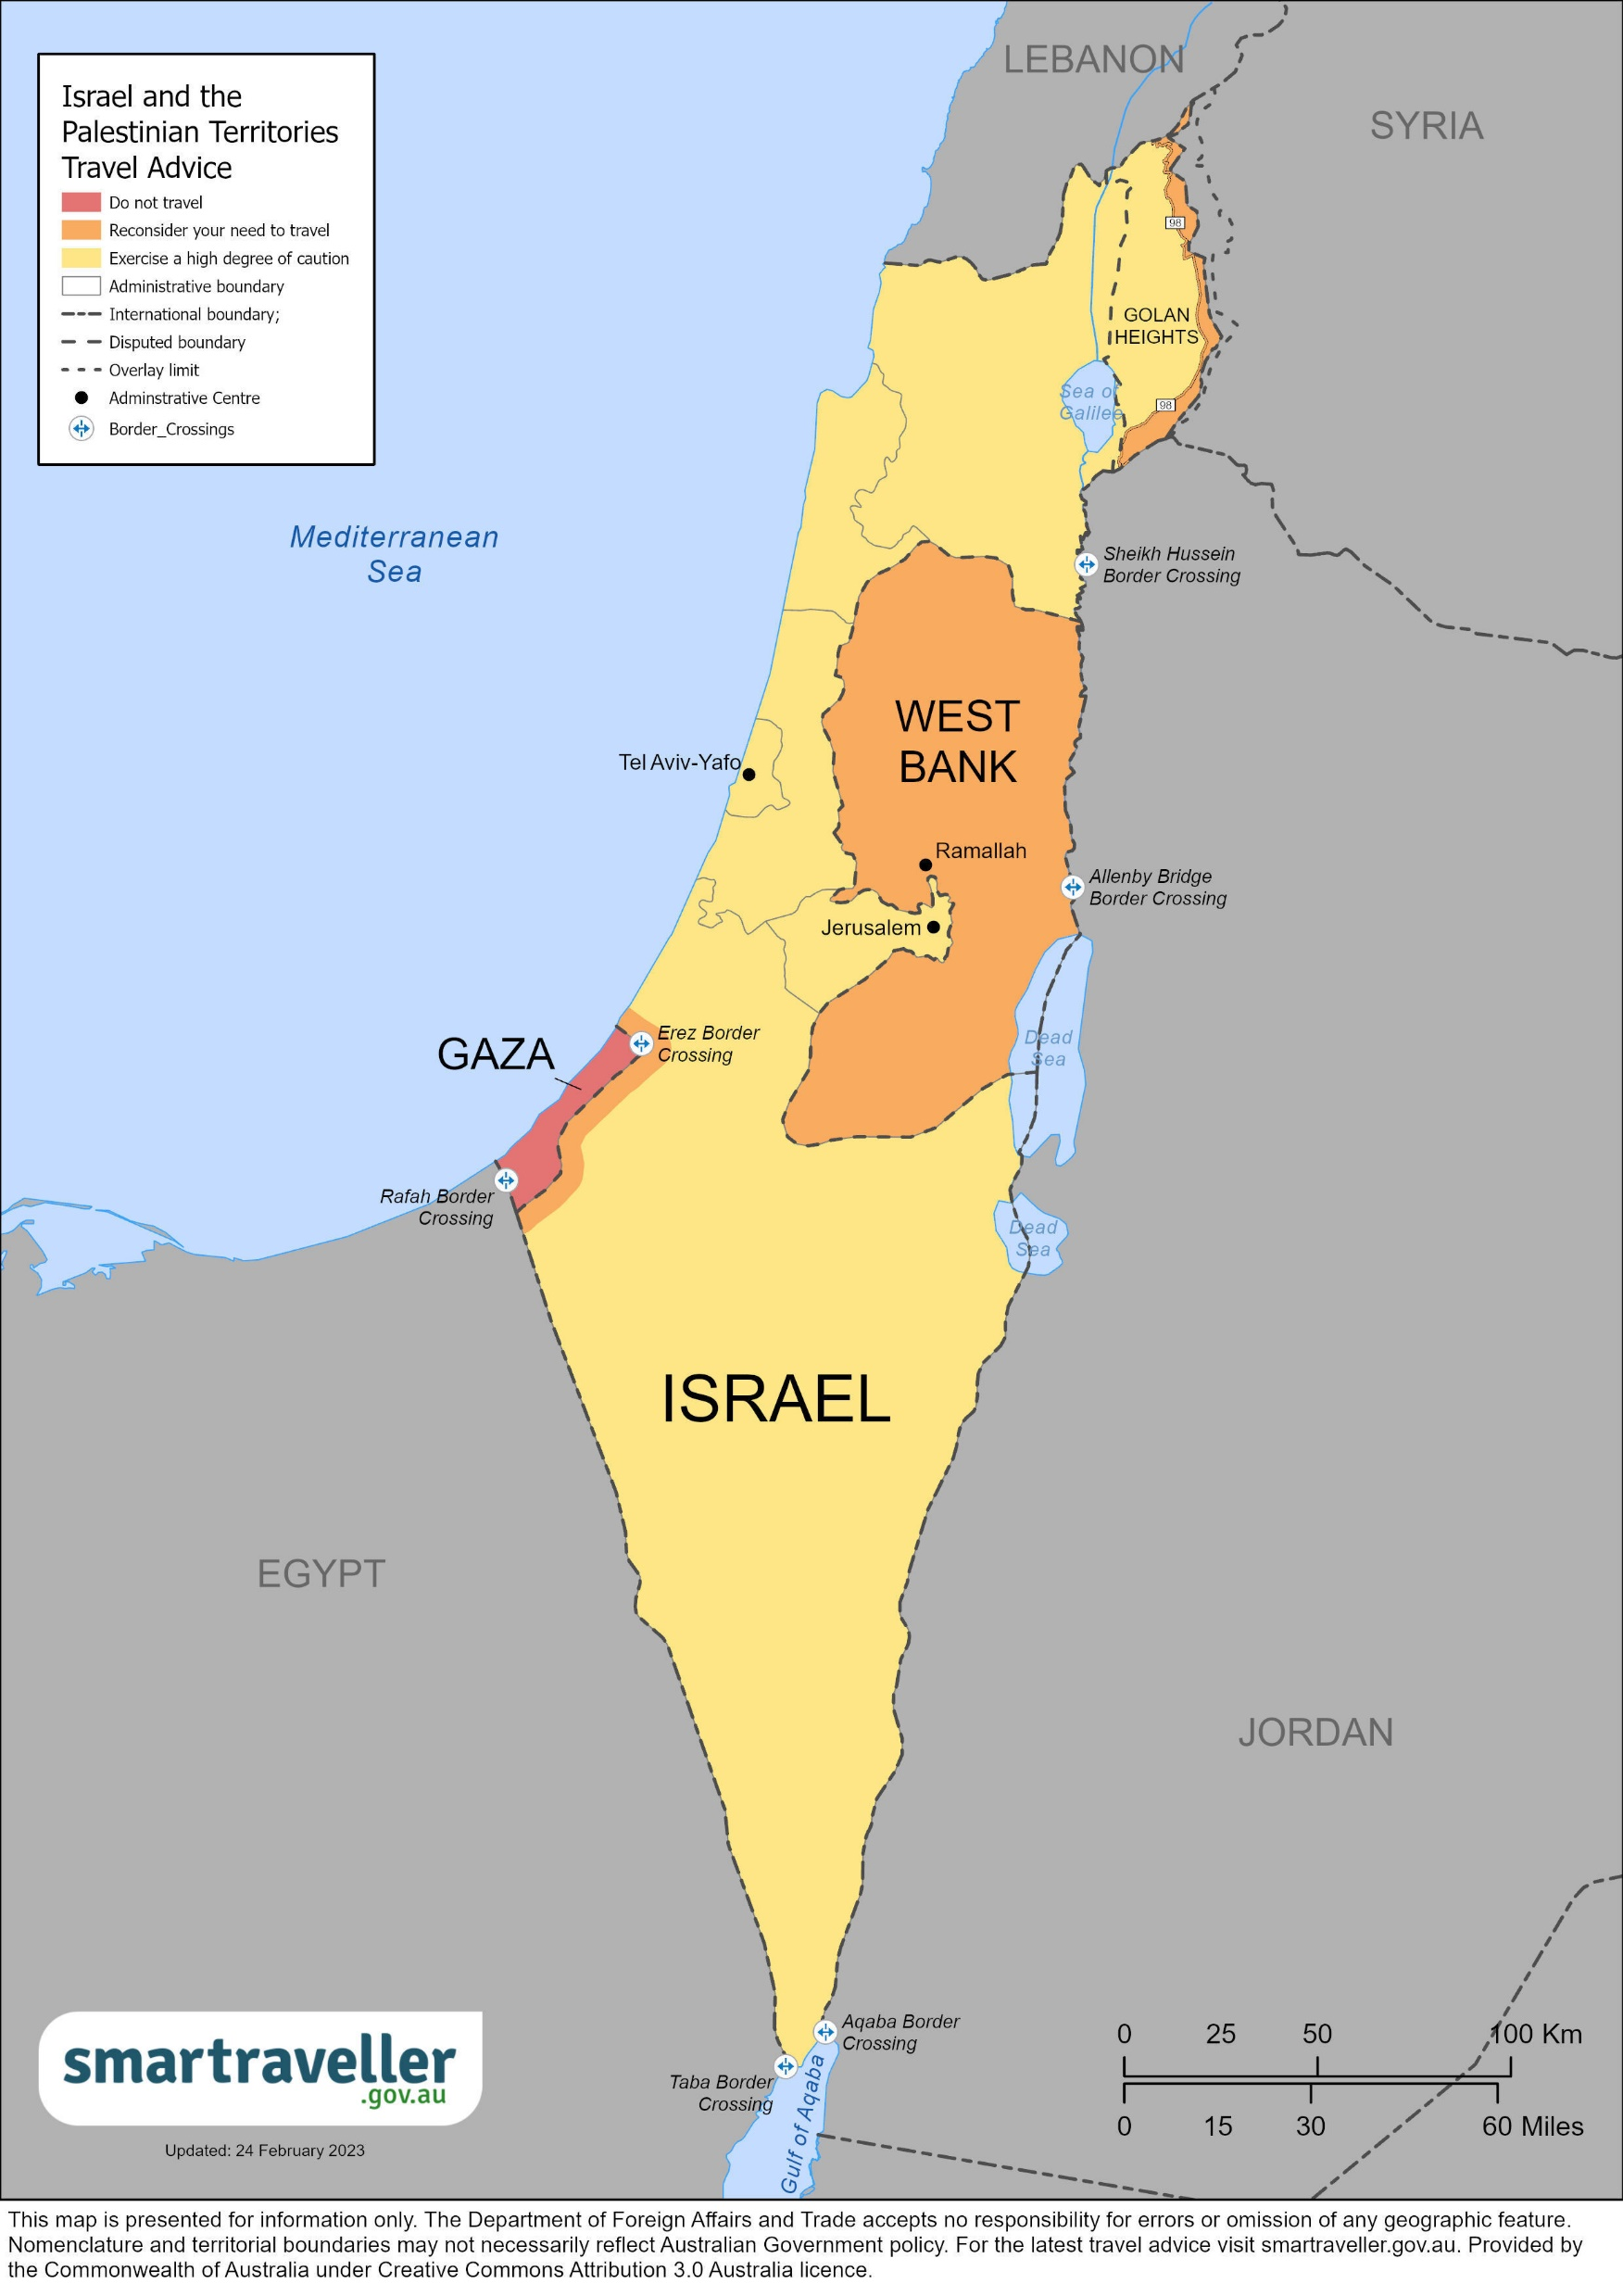 Israel and the
Palestinian Territories
Travel Advice
Do not travel
Reconsider your need to travel
Exercise a high degree of caution
Administrative boundary
International boundary;
Disputed boundary
Overlay limit
Adminstrative Centre
Border_Crossings
LEBANON
SYRIA
98
GOLAN
HEIGHTS
98
Sea of
Galilee
Mediterranean
Sea
Sheikh Hussein
Border Crossing
WEST
BANK
Tel Aviv-Yafo
Ramallah
Allenby Bridge
Border Crossing
Jerusalem
Erez Border
Crossing
GAZA
Dead
Sea
Rafah Border
Crossing
Dead
Sea
ISRAEL
EGYPT
JORDAN
Aqaba Border
Crossing
Taba Border
Crossing
Gulf of Aqaba
0 25 50 100 Km
0 15 30 60 Miles
smartraveller
.gov.au
Updated: 24 February 2023
This map is presented for information only. The Department of Foreign Affairs and Trade accepts no responsibility for errors or omission of any geographic feature.
Nomenclature and territorial boundaries may not necessarily reflect Australian Government policy. For the latest travel advice visit smartraveller.gov.au. Provided by
the Commonwealth of Australia under Creative Commons Attribution 3.0 Australia licence.